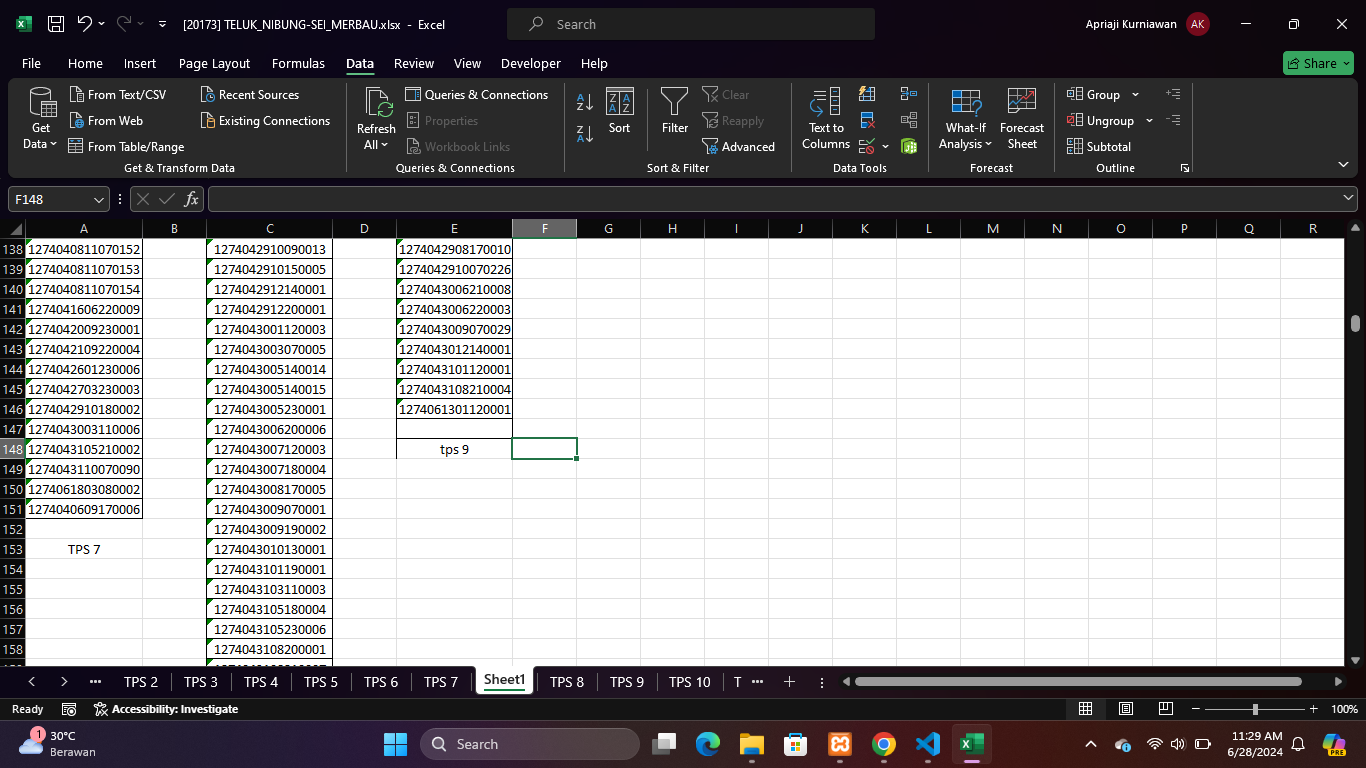 [20173] TELUK_NIBUNG-SEI_MERBAU.xlsx - Excel
Search
Apriaji Kurniawan AK
File Home Insert Page Layout Formulas Data Review View Developer Help Share
Get Data
From Text/CSV
From Web
From Table/Range
Recent Sources
Existing Connections
Get & Transform Data
Refresh All
Queries & Connections
Properties
Workbook Links
Queries & Connections
Sort
Filter
Clear
Reapply
Advanced
Sort & Filter
Text to Columns
Data Tools
What-If Analysis
Forecast Sheet
Forecast
Group
Ungroup
Subtotal
Outline
F148 fx
A B C D E F G H I J K L M N O P Q R
138 1274040811070152 1274042910090013 1274042908170010
139 1274040811070153 1274042910150005 1274042910070226
140 1274040811070154 1274042912140001 1274043006210008
141 1274041606220009 1274042912200001 1274043006220003
142 1274042009230001 1274043001120003 1274043009070029
143 1274042109220004 1274043003070005 1274043012140001
144 1274042601230006 1274043005140014 1274043101120001
145 1274042703230003 1274043005140015 1274043108210004
146 1274042910180002 1274043005230001 1274061301120001
147 1274043003110006 1274043006200006
148 1274043105210002 1274043007120003 tps 9
149 1274043110070090 1274043007180004
150 1274061803080002 1274043008170005
151 1274040609170006 1274043009070001
152 1274043009190002
153 TPS 7 1274043010130001
154 1274043101190001
155 1274043103110003
156 1274043105180004
157 1274043105230006
158 1274043108200001
TPS 2 TPS 3 TPS 4 TPS 5 TPS 6 TPS 7 Sheet1 TPS 8 TPS 9 TPS 10 T
Ready Accessibility: Investigate 100%
1 30°C
Berawan
Search
PRE
11:29 AM
6/28/2024